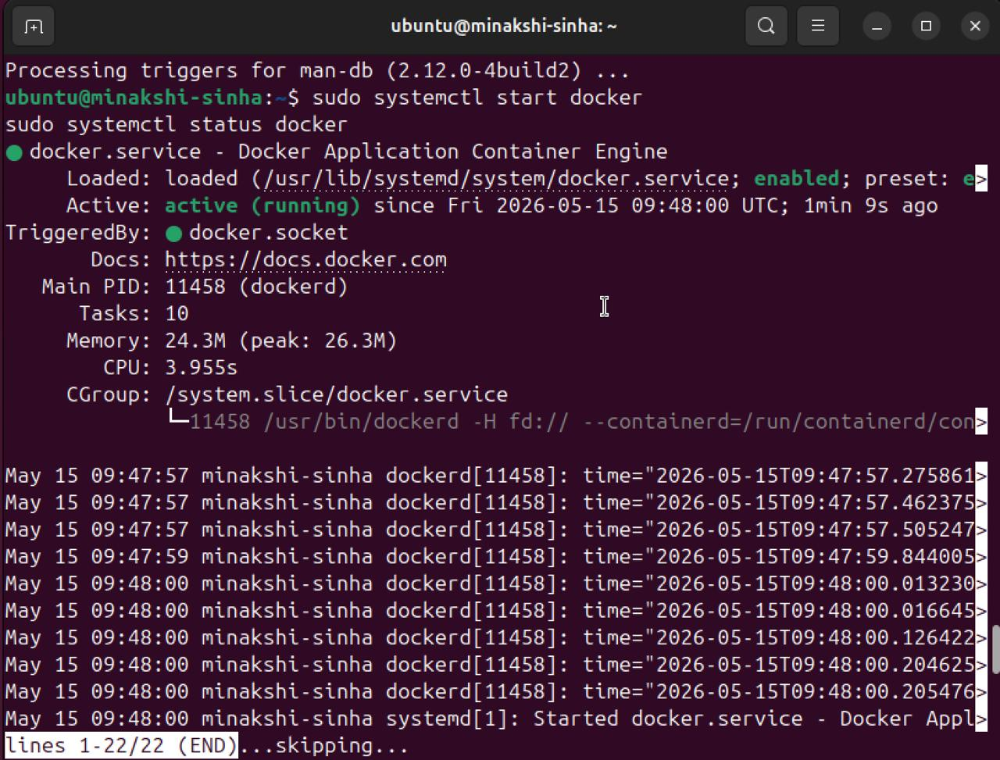 ubuntu@minakshi-sinha: ~
Processing triggers for man-db (2.12.0-4build2) ...
ubuntu@minakshi-sinha:~$ sudo systemctl start docker
sudo systemctl status docker
● docker.service - Docker Application Container Engine
     Loaded: loaded (/usr/lib/systemd/system/docker.service; enabled; preset: e>
     Active: active (running) since Fri 2026-05-15 09:48:00 UTC; 1min 9s ago
TriggeredBy: ● docker.socket
       Docs: https://docs.docker.com
   Main PID: 11458 (dockerd)
      Tasks: 10
     Memory: 24.3M (peak: 26.3M)
        CPU: 3.955s
     CGroup: /system.slice/docker.service
             └─11458 /usr/bin/dockerd -H fd:// --containerd=/run/containerd/con>
May 15 09:47:57 minakshi-sinha dockerd[11458]: time="2026-05-15T09:47:57.275861>
May 15 09:47:57 minakshi-sinha dockerd[11458]: time="2026-05-15T09:47:57.462375>
May 15 09:47:57 minakshi-sinha dockerd[11458]: time="2026-05-15T09:47:57.505247>
May 15 09:47:59 minakshi-sinha dockerd[11458]: time="2026-05-15T09:47:59.844005>
May 15 09:48:00 minakshi-sinha dockerd[11458]: time="2026-05-15T09:48:00.013230>
May 15 09:48:00 minakshi-sinha dockerd[11458]: time="2026-05-15T09:48:00.016645>
May 15 09:48:00 minakshi-sinha dockerd[11458]: time="2026-05-15T09:48:00.126422>
May 15 09:48:00 minakshi-sinha dockerd[11458]: time="2026-05-15T09:48:00.204625>
May 15 09:48:00 minakshi-sinha dockerd[11458]: time="2026-05-15T09:48:00.205476>
May 15 09:48:00 minakshi-sinha systemd[1]: Started docker.service - Docker Appl>
lines 1-22/22 (END)...skipping...